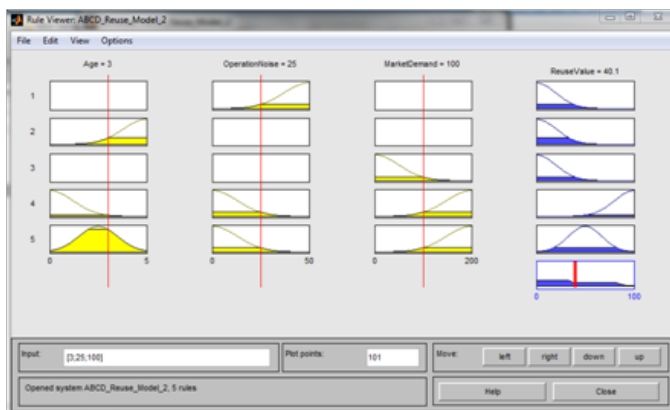 Rule Viewer: ABCD_Reuse_Model_2
File Edit View Options
Age = 3 OperationNoise = 25 MarketDemand = 100 ReuseValue = 40.1
1
2
3
4
5
0 5 0 50 0 200
0 100
Input: [3;25;100] Plot points: 101 Move: left right down up
Opened system ABCD_Reuse_Model_2, 5 rules Help Close